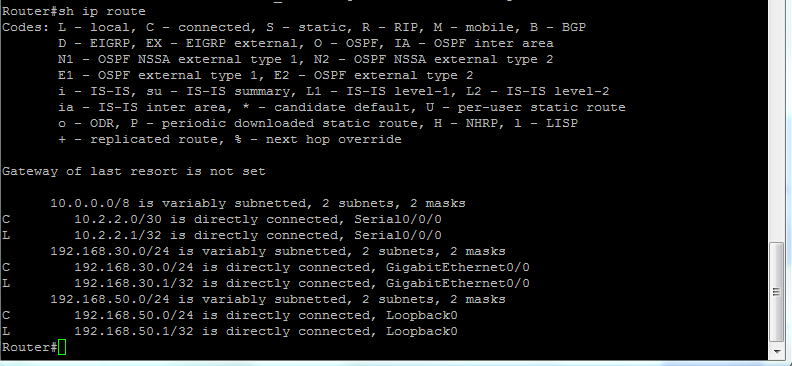 Router#sh ip route
Codes: L - local, C - connected, S - static, R - RIP, M - mobile, B - BGP
       D - EIGRP, EX - EIGRP external, O - OSPF, IA - OSPF inter area
       N1 - OSPF NSSA external type 1, N2 - OSPF NSSA external type 2
       E1 - OSPF external type 1, E2 - OSPF external type 2
       i - IS-IS, su - IS-IS summary, L1 - IS-IS level-1, L2 - IS-IS level-2
       ia - IS-IS inter area, * - candidate default, U - per-user static route
       o - ODR, P - periodic downloaded static route, H - NHRP, l - LISP
       + - replicated route, % - next hop override

Gateway of last resort is not set

      10.0.0.0/8 is variably subnetted, 2 subnets, 2 masks
C        10.2.2.0/30 is directly connected, Serial0/0/0
L        10.2.2.1/32 is directly connected, Serial0/0/0
      192.168.30.0/24 is variably subnetted, 2 subnets, 2 masks
C        192.168.30.0/24 is directly connected, GigabitEthernet0/0
L        192.168.30.1/32 is directly connected, GigabitEthernet0/0
      192.168.50.0/24 is variably subnetted, 2 subnets, 2 masks
C        192.168.50.0/24 is directly connected, Loopback0
L        192.168.50.1/32 is directly connected, Loopback0
Router#